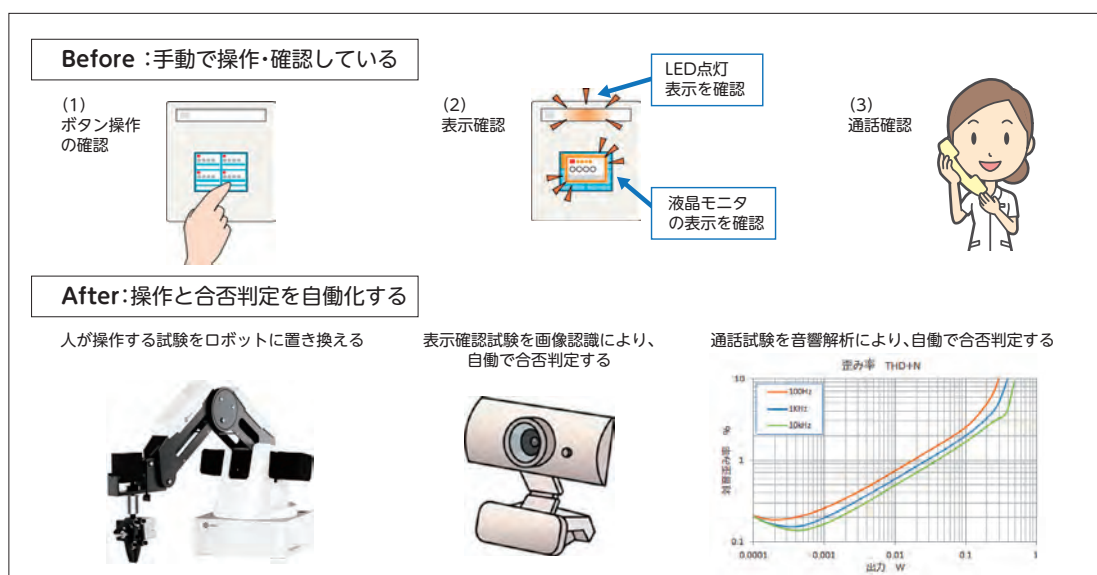 Before：手動で操作・確認している
(1)
ボタン操作
の確認
(2)
表示確認
LED点灯
表示を確認
液晶モニタ
の表示を確認
(3)
通話確認
After：操作と合否判定を自働化する
人が操作する試験をロボットに置き換える
表示確認試験を画像認識により、
自働で合否判定する
通話試験を音響解析により、自働で合否判定する
歪み率 THD+N
10
1
0.1
%
100Hz
1KHz
10kHz
0.0001
0.001
0.01
0.1
1
出力 W